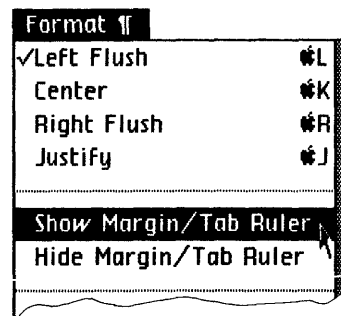 Format ¶
✓Left Flush L
Center K
Right Flush R
Justify J
Show Margin/Tab Ruler
Hide Margin/Tab Ruler